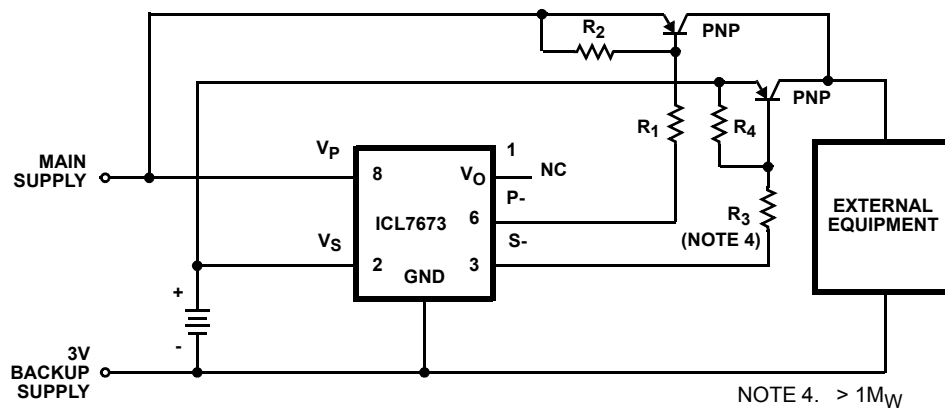 R2
PNP
PNP
R1
R4
MAIN
SUPPLY
VP
8
1
VO
NC
P-
ICL7673
6
S-
R3
(NOTE 4)
EXTERNAL
EQUIPMENT
VS
2
GND
3
+
-
3V
BACKUP
SUPPLY
NOTE 4. > 1MW